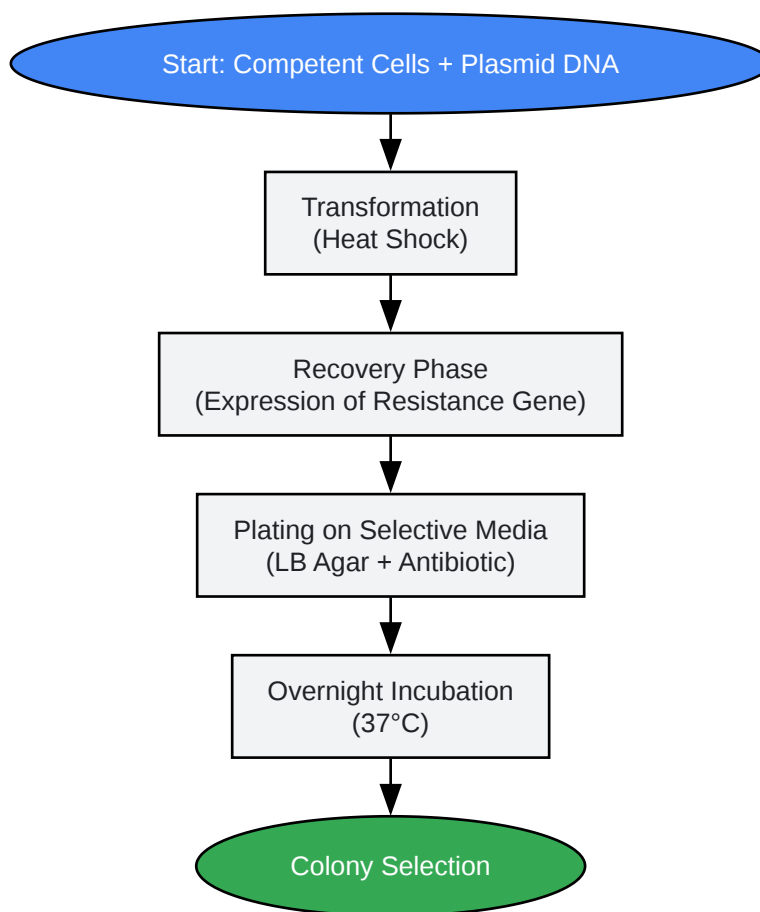 Start: Competent Cells + Plasmid DNA
Transformation
(Heat Shock)
Recovery Phase
(Expression of Resistance Gene)
Plating on Selective Media
(LB Agar + Antibiotic)
Overnight Incubation
(37°C)
Colony Selection